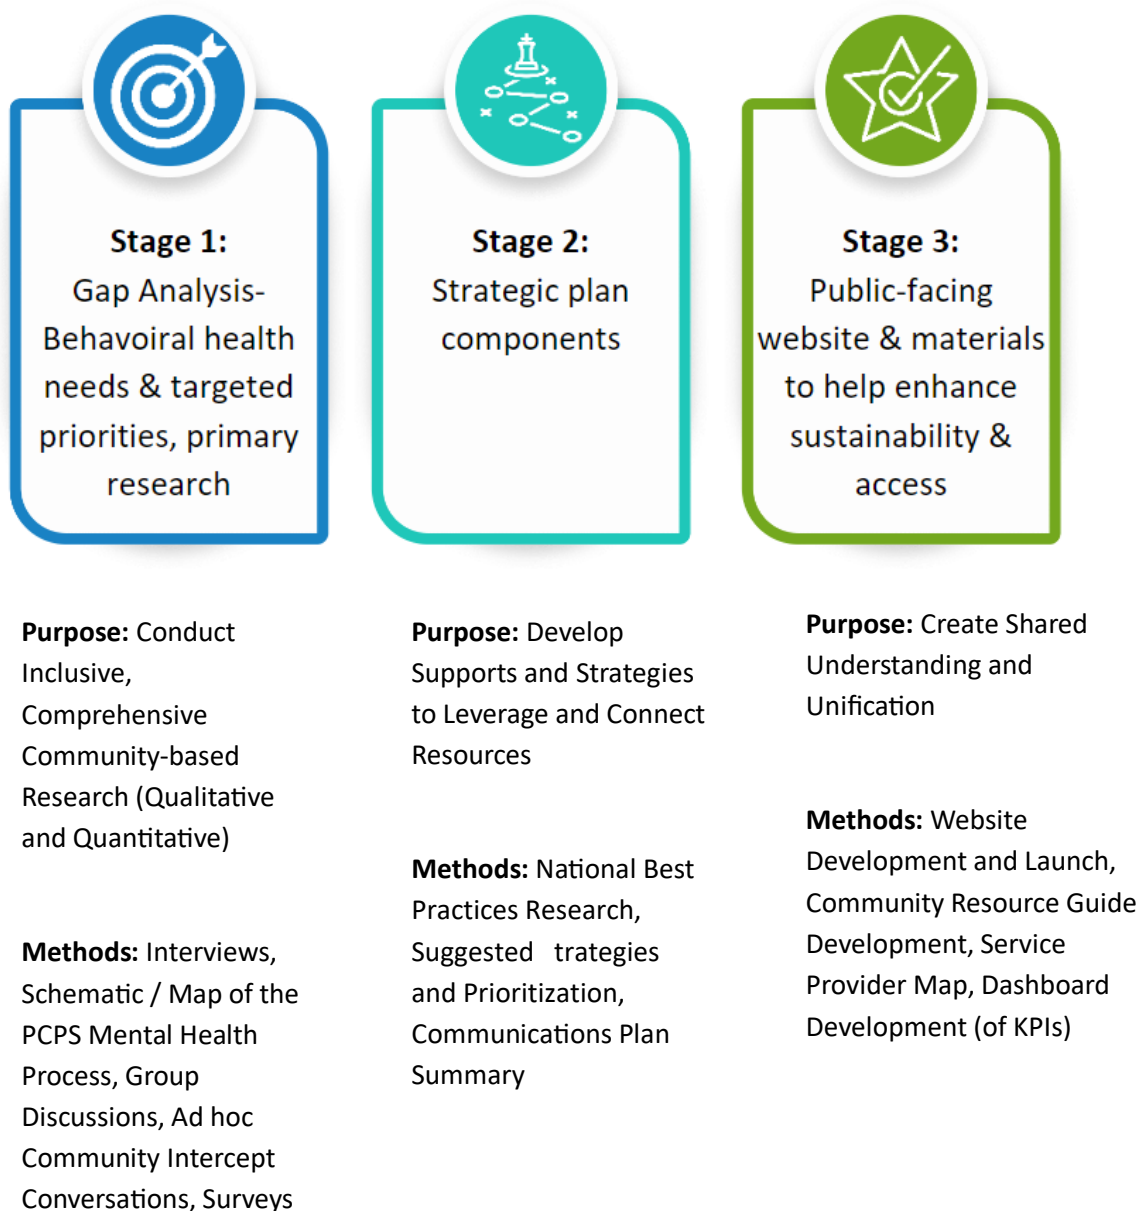 Stage 1:
Gap Analysis-
Behavoiral health
needs & targeted
priorities, primary
research
Stage 2:
Strategic plan
components
Stage 3:
Public-facing
website & materials
to help enhance
sustainability &
access
Purpose: Conduct
Inclusive,
Comprehensive
Community-based
Research (Qualitative
and Quantitative)
Methods: Interviews,
Schematic / Map of the
PCPS Mental Health
Process, Group
Discussions, Ad hoc
Community Intercept
Conversations, Surveys
Purpose: Develop
Supports and Strategies
to Leverage and Connect
Resources
Methods: National Best
Practices Research,
Suggested trategies
and Prioritization,
Communications Plan
Summary
Purpose: Create Shared
Understanding and
Unification
Methods: Website
Development and Launch,
Community Resource Guide
Development, Service
Provider Map, Dashboard
Development (of KPIs)